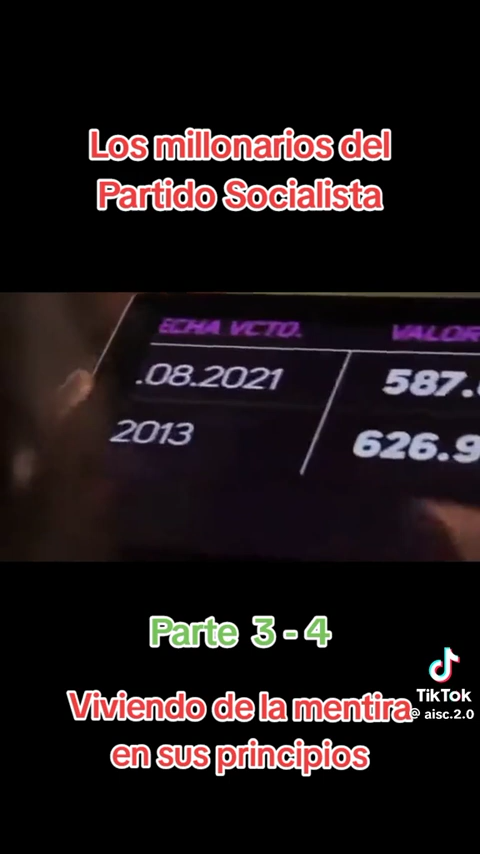 Los millonarios del
Partido Socialista
ECHA VCTO. VALOR
.08.2021 587.
2013 626.9
Parte 3 - 4
TikTok
Viviendo de la mentira
@ aisc.2.0
en sus principios